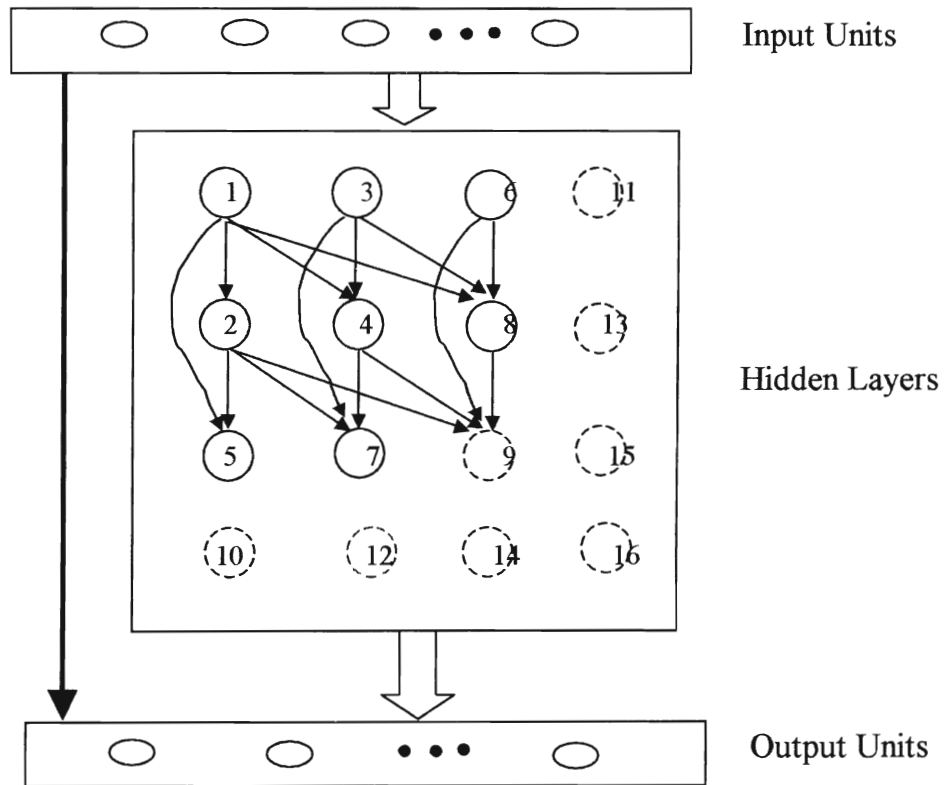 Input Units
1 3 6 11
2 4 8 13
Hidden Layers
5 7 9 15
10 12 14 16
Output Units